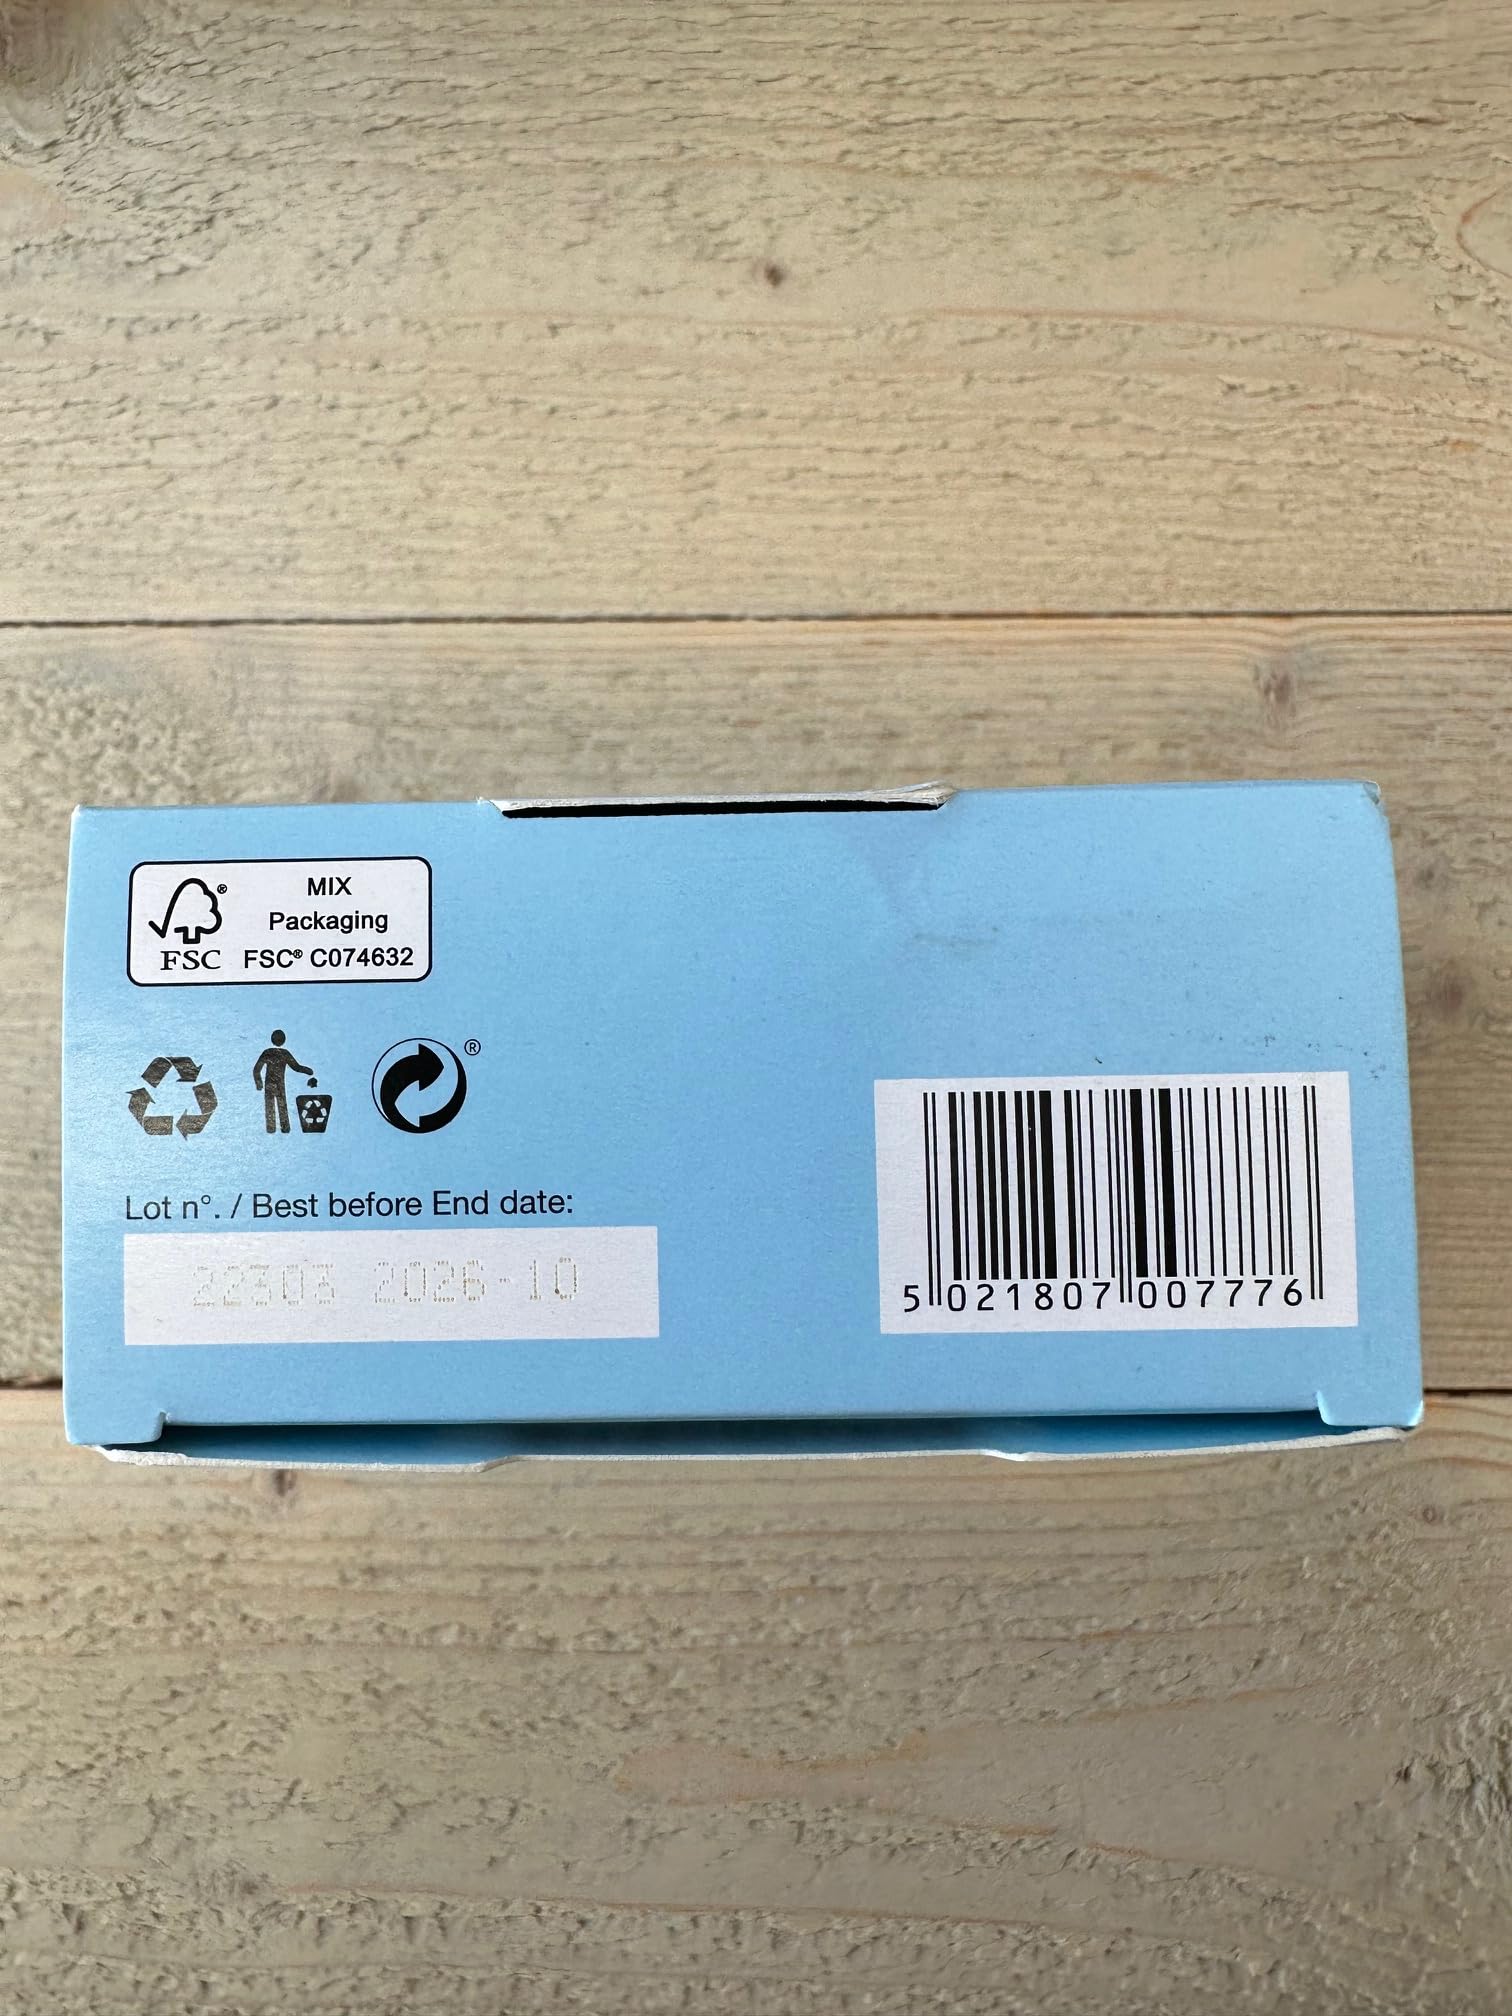 MIX
Packaging
FSC® FSC® C074632
®
Lot n°. / Best before End date:
22303 2026-10
5 021807 007776